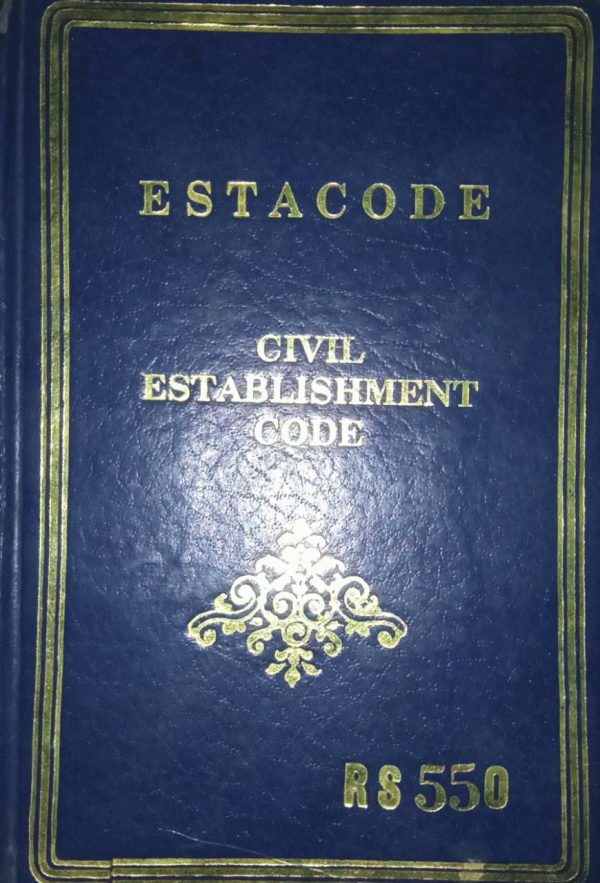 ESTACODE
CIVIL
ESTABLISHMENT
CODE
RS 550